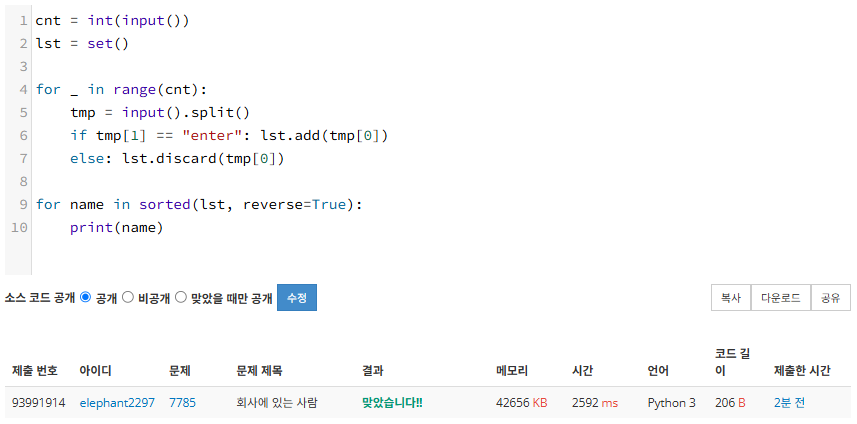 1 cnt = int(input())
2 lst = set()
3
4 for _ in range(cnt):
5     tmp = input().split()
6     if tmp[1] == "enter": lst.add(tmp[0])
7     else: lst.discard(tmp[0])
8
9 for name in sorted(lst, reverse=True):
10     print(name)
소스 코드 공개 공개 비공개 맞았을 때만 공개 수정 복사 다운로드 공유
제출 번호 아이디 문제 문제 제목 결과 메모리 시간 언어 코드 길이 제출한 시간
93991914 elephant2297 7785 회사에 있는 사람 맞았습니다!! 42656 KB 2592 ms Python 3 206 B 2분 전